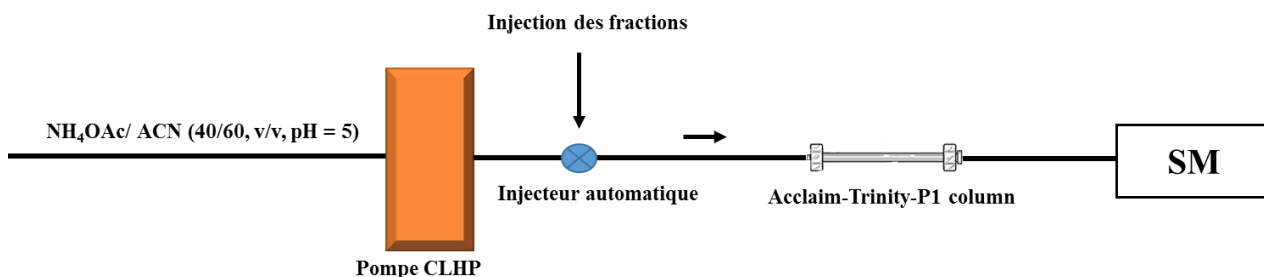 Injection des fractions
NH₄OAc/ ACN (40/60, v/v, pH = 5)
SM
Injecteur automatique
Acclaim-Trinity-P1 column
Pompe CLHP